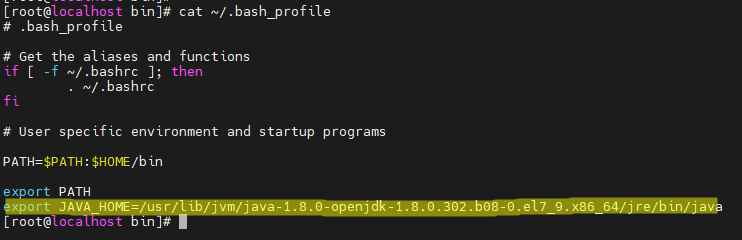 [root@localhost bin]# cat ~/.bash_profile
# .bash_profile
# Get the aliases and functions
if [ -f ~/.bashrc ]; then
        . ~/.bashrc
fi
# User specific environment and startup programs
PATH=$PATH:$HOME/bin
export PATH
export JAVA_HOME=/usr/lib/jvm/java-1.8.0-openjdk-1.8.0.302.b08-0.el7_9.x86_64/jre/bin/java
[root@localhost bin]#